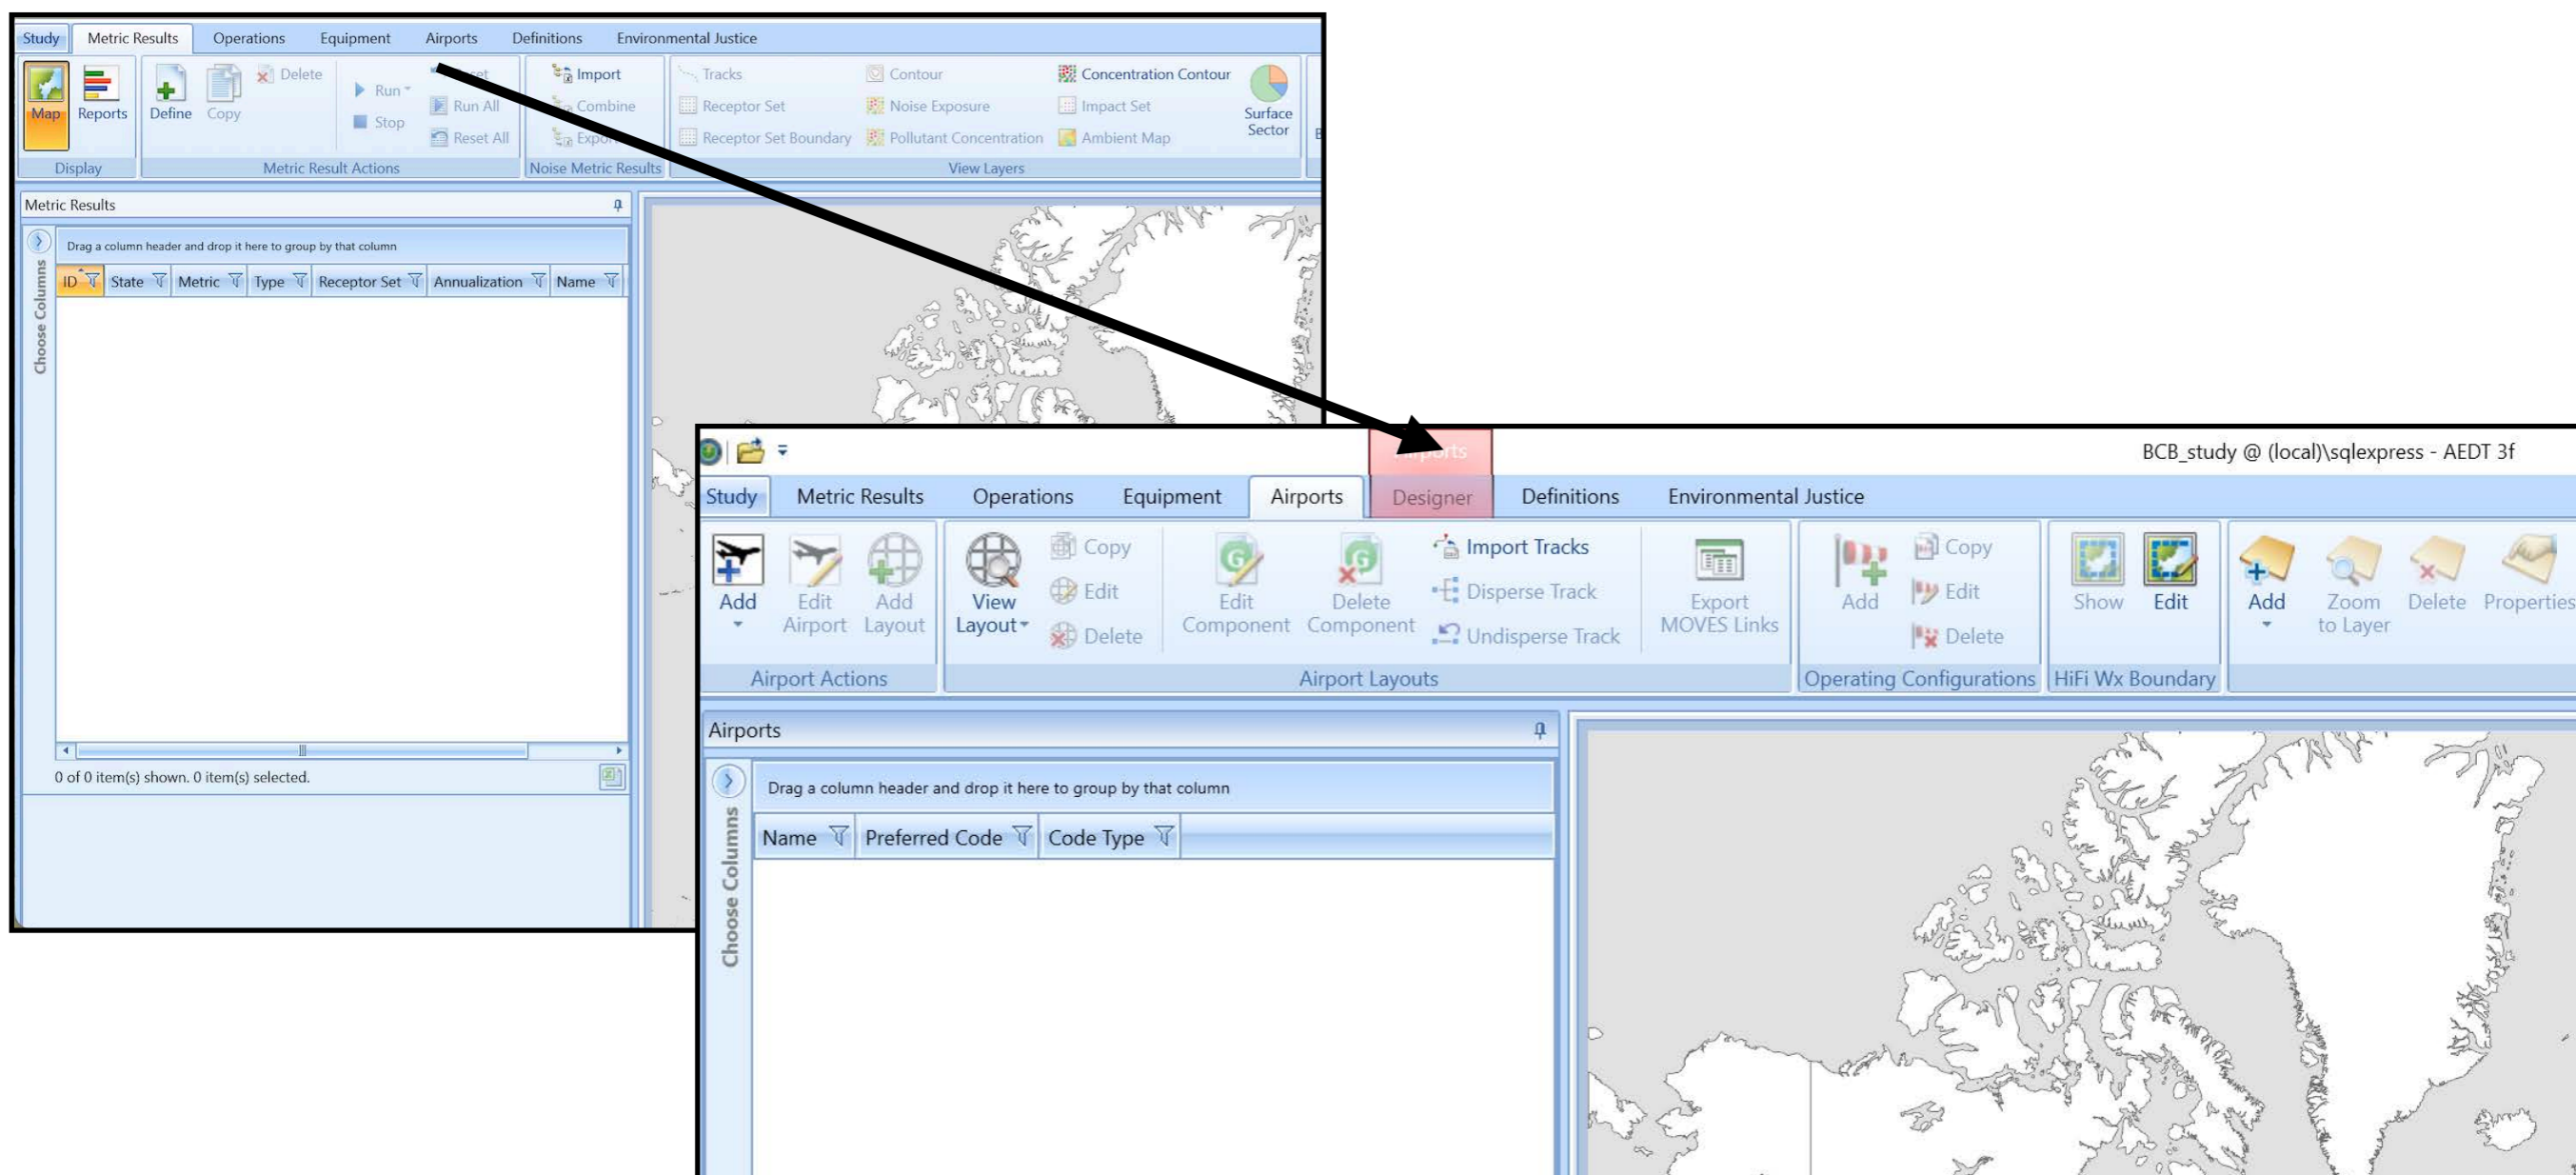 Study Metric Results Operations Equipment Airports Definitions Environmental Justice
Map
Reports
Display
Define
Copy
Delete
Run
Stop
Run All
Reset All
Metric Result Actions
Import
Combine
Noise Metric Results
Tracks
Receptor Set
Receptor Set Boundary
Contour
Noise Exposure
Pollutant Concentration
Concentration Contour
Impact Set
Ambient Map
Surface
Sector
View Layers
Metric Results
Choose Columns
Drag a column header and drop it here to group by that column
ID State Metric Type Receptor Set Annualization Name
0 of 0 item(s) shown. 0 item(s) selected.
BCB_study @ (local)\sqlexpress - AEDT 3f
Study Metric Results Operations Equipment Airports Designer Definitions Environmental Justice
Add
Edit
Airport
Add
Layout
Airport Actions
View
Layout
Copy
Edit
Delete
Edit
Component
Delete
Component
Import Tracks
Disperse Track
Undisperse Track
Export
MOVES Links
Airport Layouts
Add
Copy
Edit
Delete
Operating Configurations
Show
Edit
HiFi Wx Boundary
Add
Zoom
to Layer
Delete
Properties
Airports
Choose Columns
Drag a column header and drop it here to group by that column
Name Preferred Code Code Type